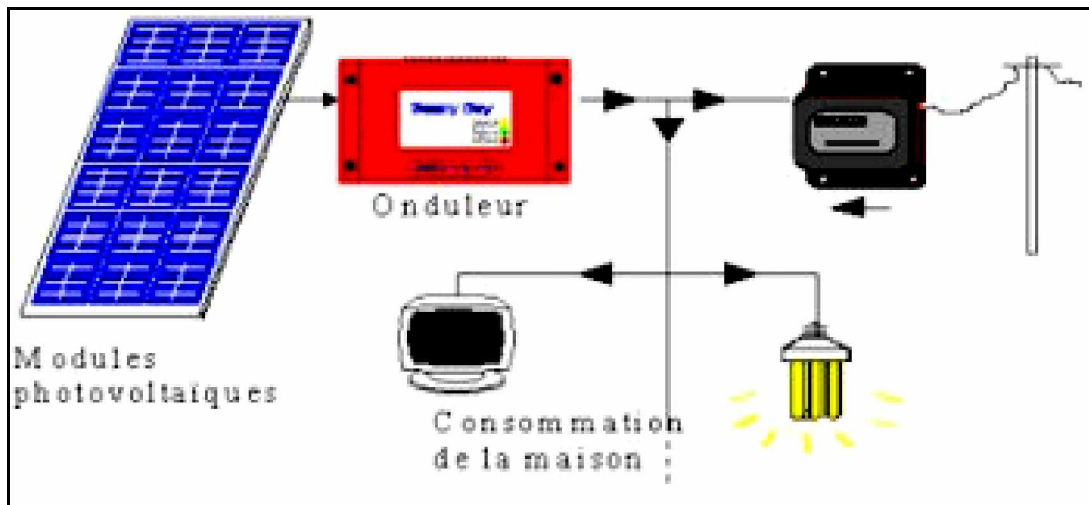 Onduleur
Modules
photovoltaïques
Consommation
de la maison